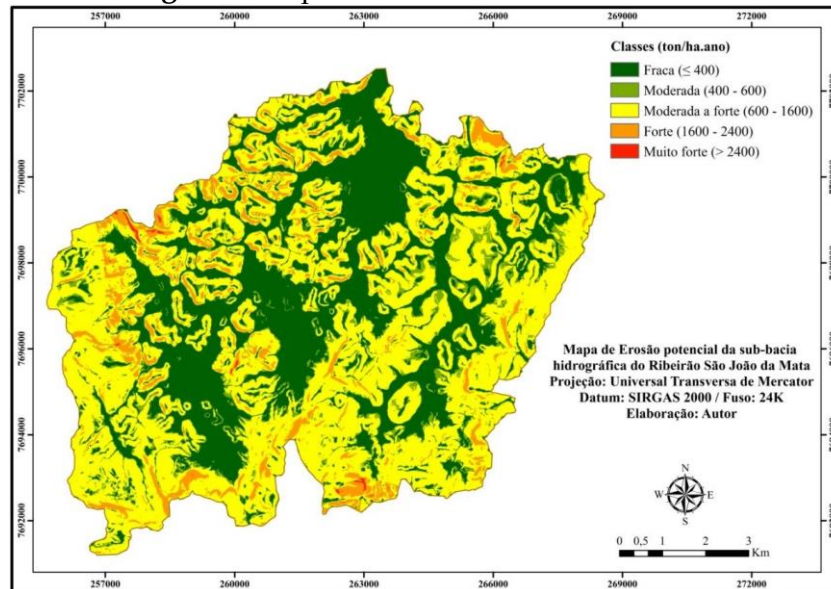 257000 260000 263000 266000 269000 272000
Classes (ton/ha.ano)
Fraca (≤ 400)
Moderada (400 - 600)
Moderada a forte (600 - 1600)
Forte (1600 - 2400)
Muito forte (> 2400)
7702000
7700000
7698000
7696000
7694000
7692000
Mapa de Erosão potencial da sub-bacia
hidrográfica do Ribeirão São João da Mata
Projeção: Universal Transversa de Mercator
Datum: SIRGAS 2000 / Fuso: 24K
Elaboração: Autor
N
W E
S
0 0,5 1 2 3
Km
257000 260000 263000 266000 269000 272000